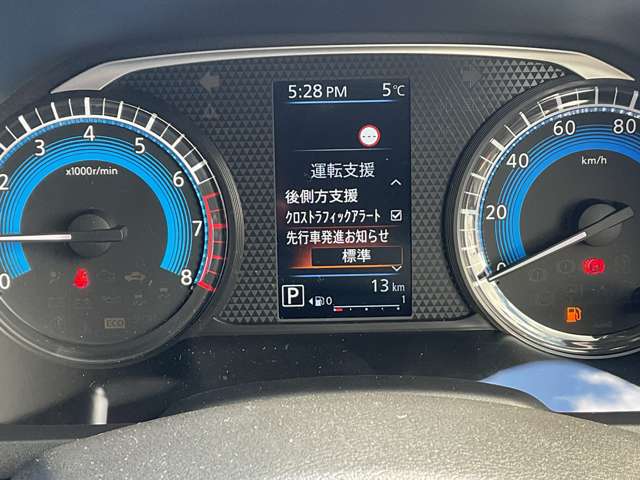 5:28 PM 5℃
運転支援
後側方支援
クロストラフィックアラート
先行車発進お知らせ
標準
P 0 1 13 km
0 2 3 4 5 6 7 8
x1000r/min
ECO
0 20 40 60 80
km/h